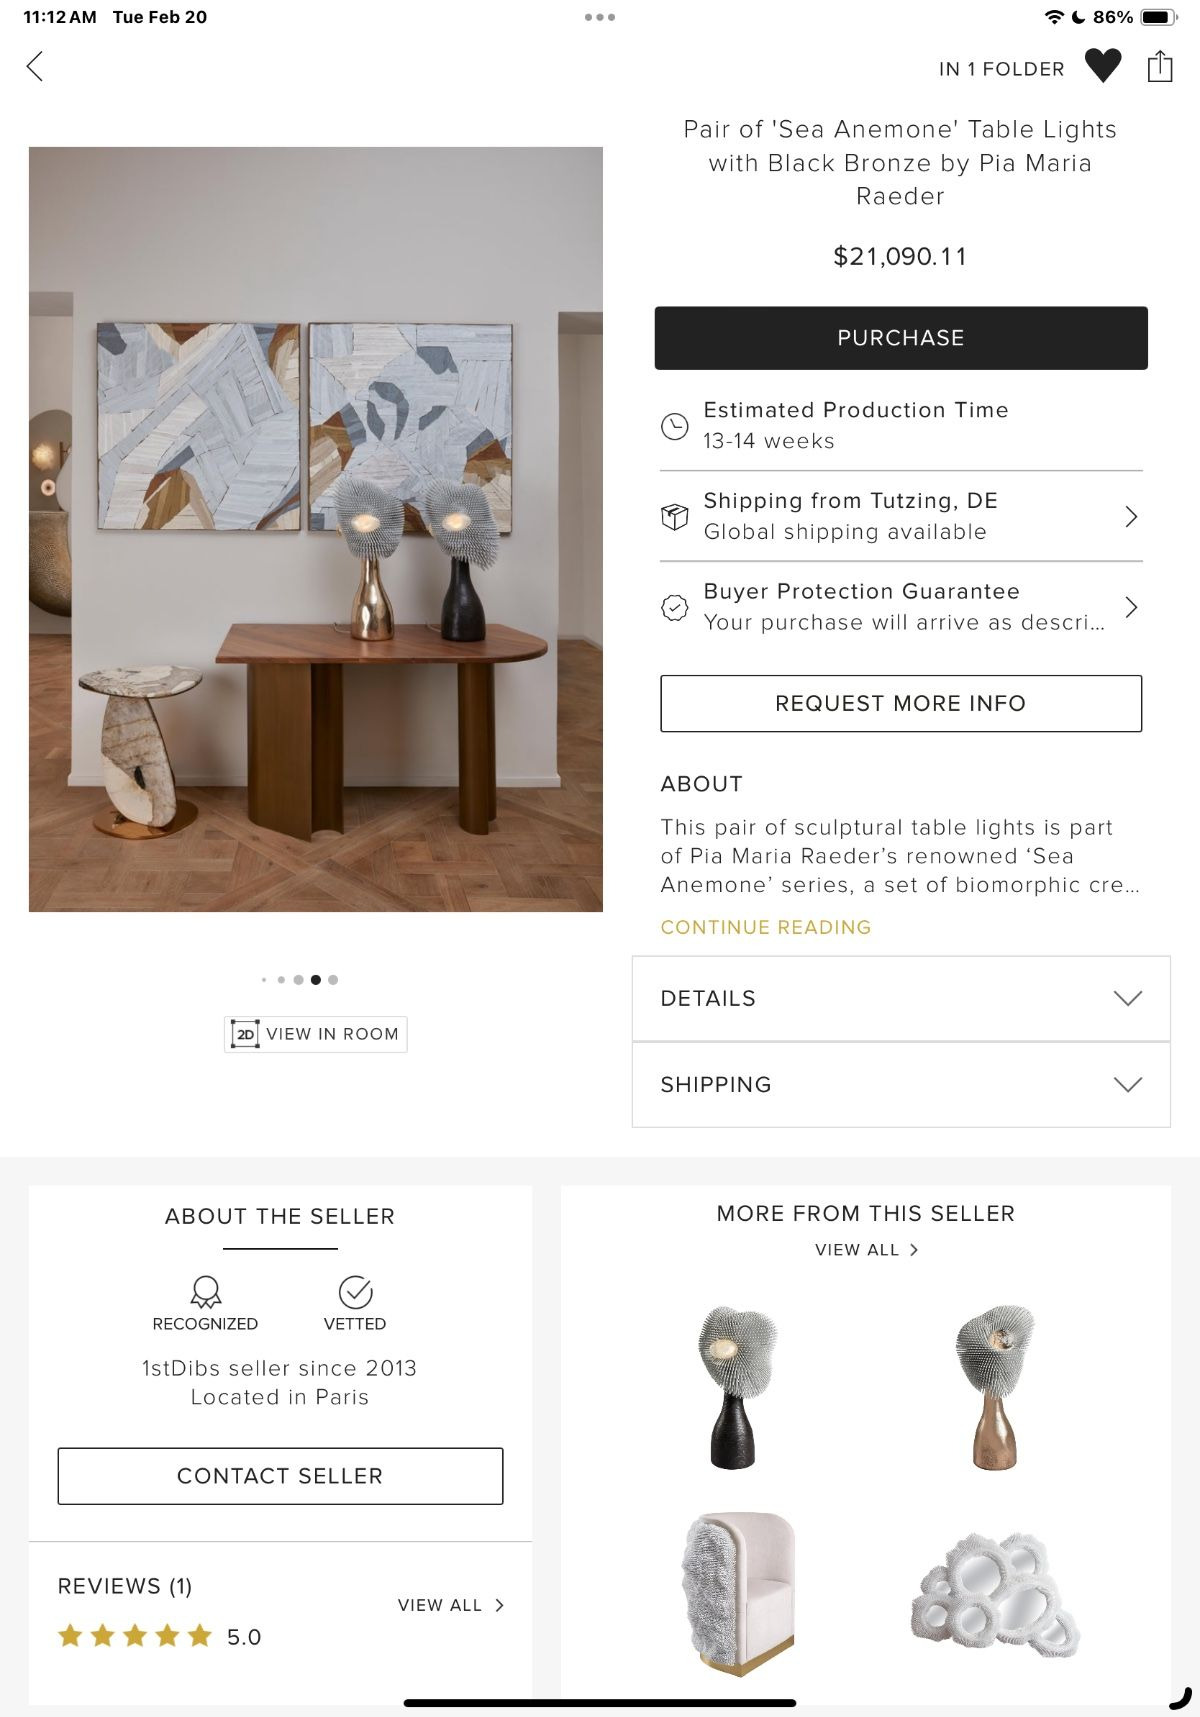 11:12 AM Tue Feb 20
86%
IN 1 FOLDER
Pair of 'Sea Anemone' Table Lights
with Black Bronze by Pia Maria
Raeder
$21,090.11
PURCHASE
Estimated Production Time
13-14 weeks
Shipping from Tutzing, DE
Global shipping available
Buyer Protection Guarantee
Your purchase will arrive as descri...
REQUEST MORE INFO
ABOUT
This pair of sculptural table lights is part
of Pia Maria Raeder’s renowned ‘Sea
Anemone’ series, a set of biomorphic cre...
CONTINUE READING
2D VIEW IN ROOM
DETAILS
SHIPPING
ABOUT THE SELLER
RECOGNIZED VETTED
1stDibs seller since 2013
Located in Paris
CONTACT SELLER
REVIEWS (1)
VIEW ALL
5.0
MORE FROM THIS SELLER
VIEW ALL